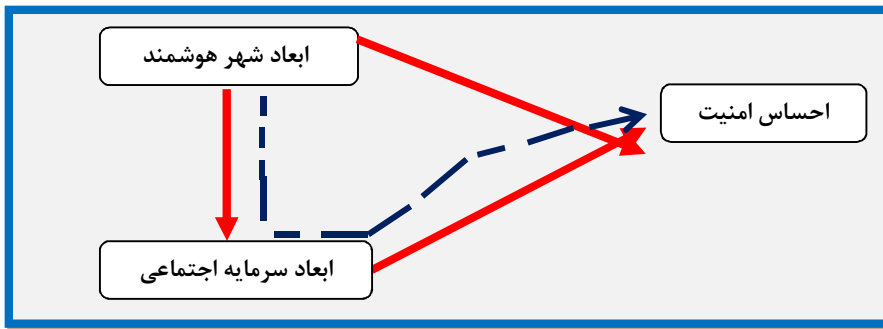 ابعاد شهر هوشمند
احساس امنیت
ابعاد سرمایه اجتماعی